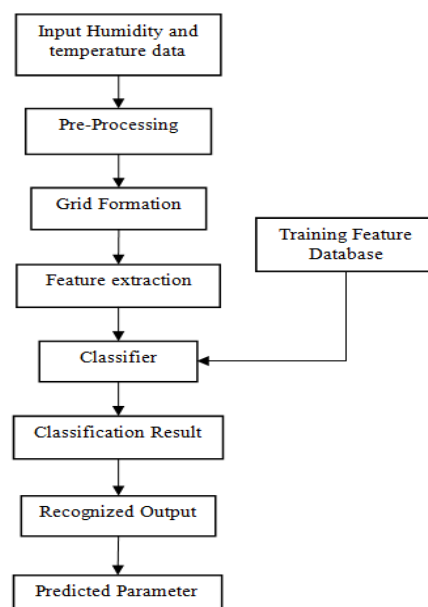 Input Humidity and
temperature data
Pre-Processing
Grid Formation
Training Feature
Database
Feature extraction
Classifier
Classification Result
Recognized Output
Predicted Parameter